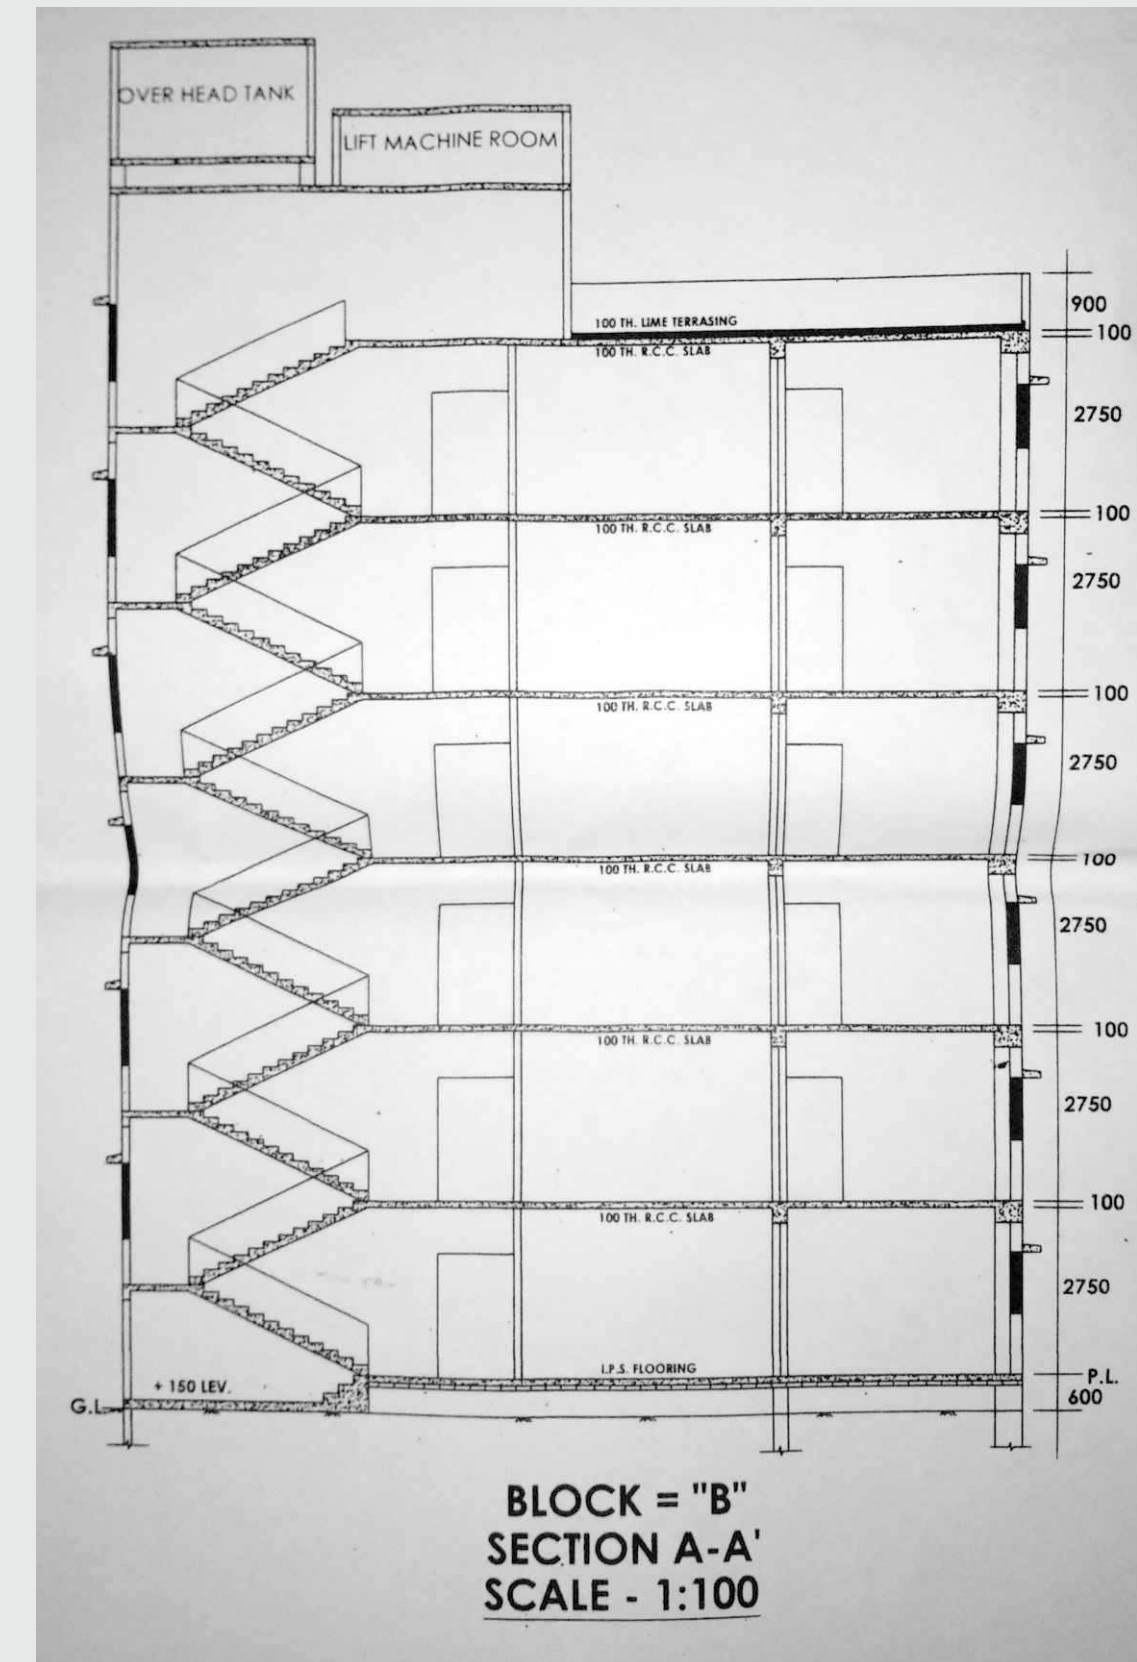 OVER HEAD TANK
LIFT MACHINE ROOM
900
100 TH. LIME TERRASING
100
100 TH. R.C.C. SLAB
2750
100
100 TH. R.C.C. SLAB
2750
100
100 TH. R.C.C. SLAB
2750
100
100 TH. R.C.C. SLAB
2750
100
100 TH. R.C.C. SLAB
2750
100
100 TH. R.C.C. SLAB
2750
I.P.S. FLOORING
P.L.
+ 150 LEV.
600
G.L.
BLOCK = "B"
SECTION A-A'
SCALE - 1:100